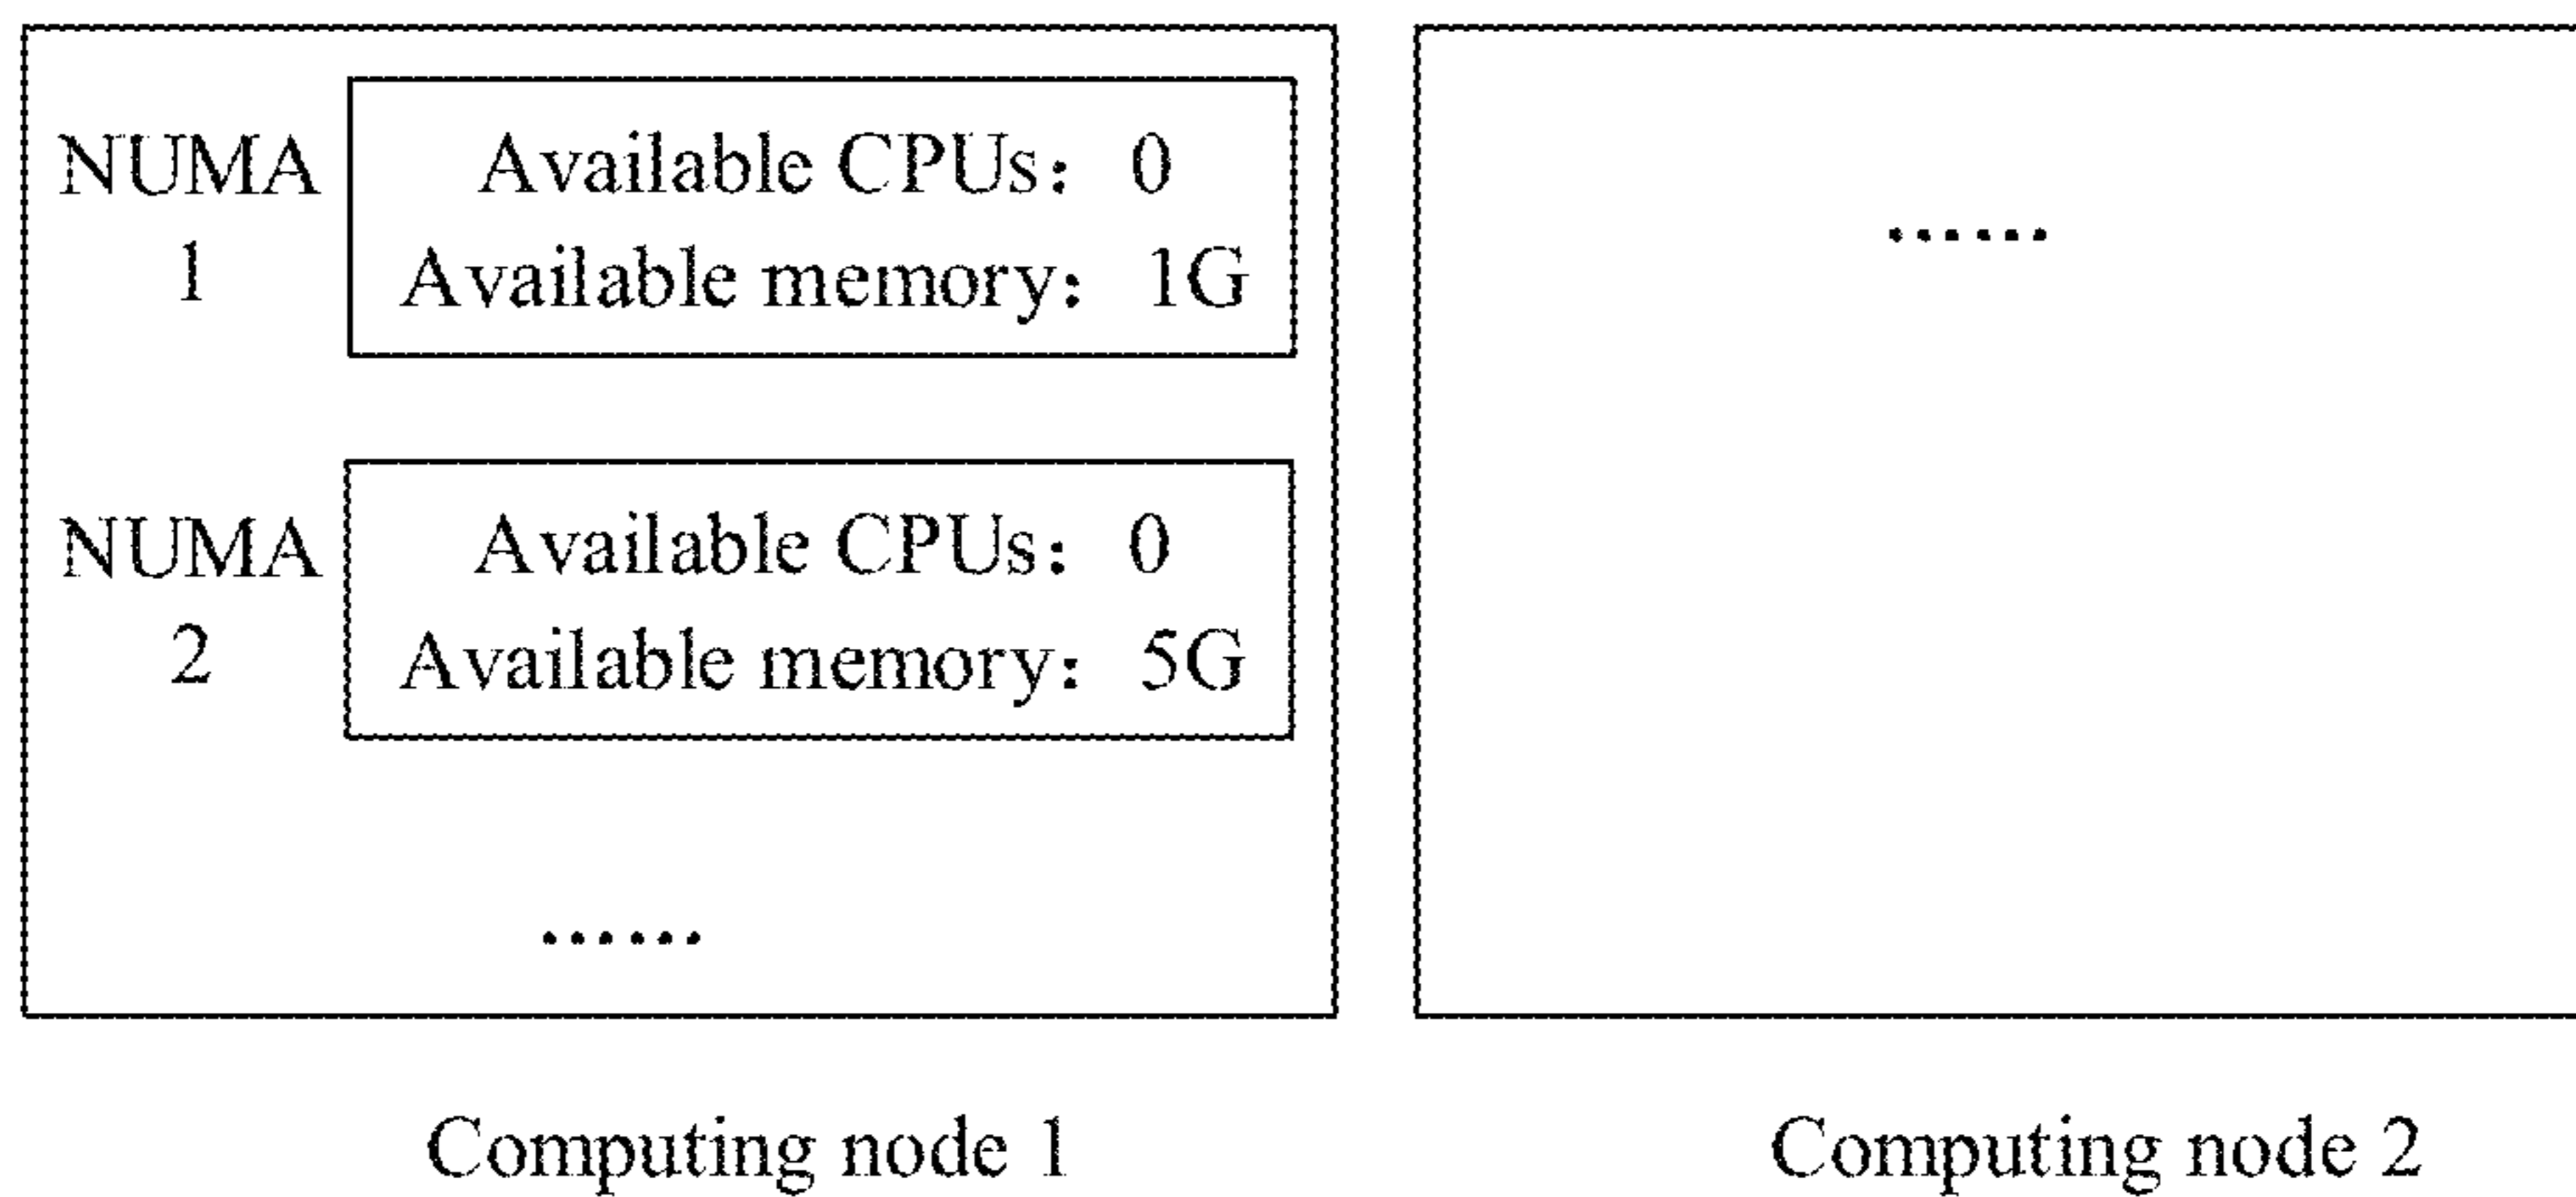 NUMA
1
Available CPUs： 0
Available memory： 1G
NUMA
2
Available CPUs： 0
Available memory： 5G
......
Computing node 1
......
Computing node 2